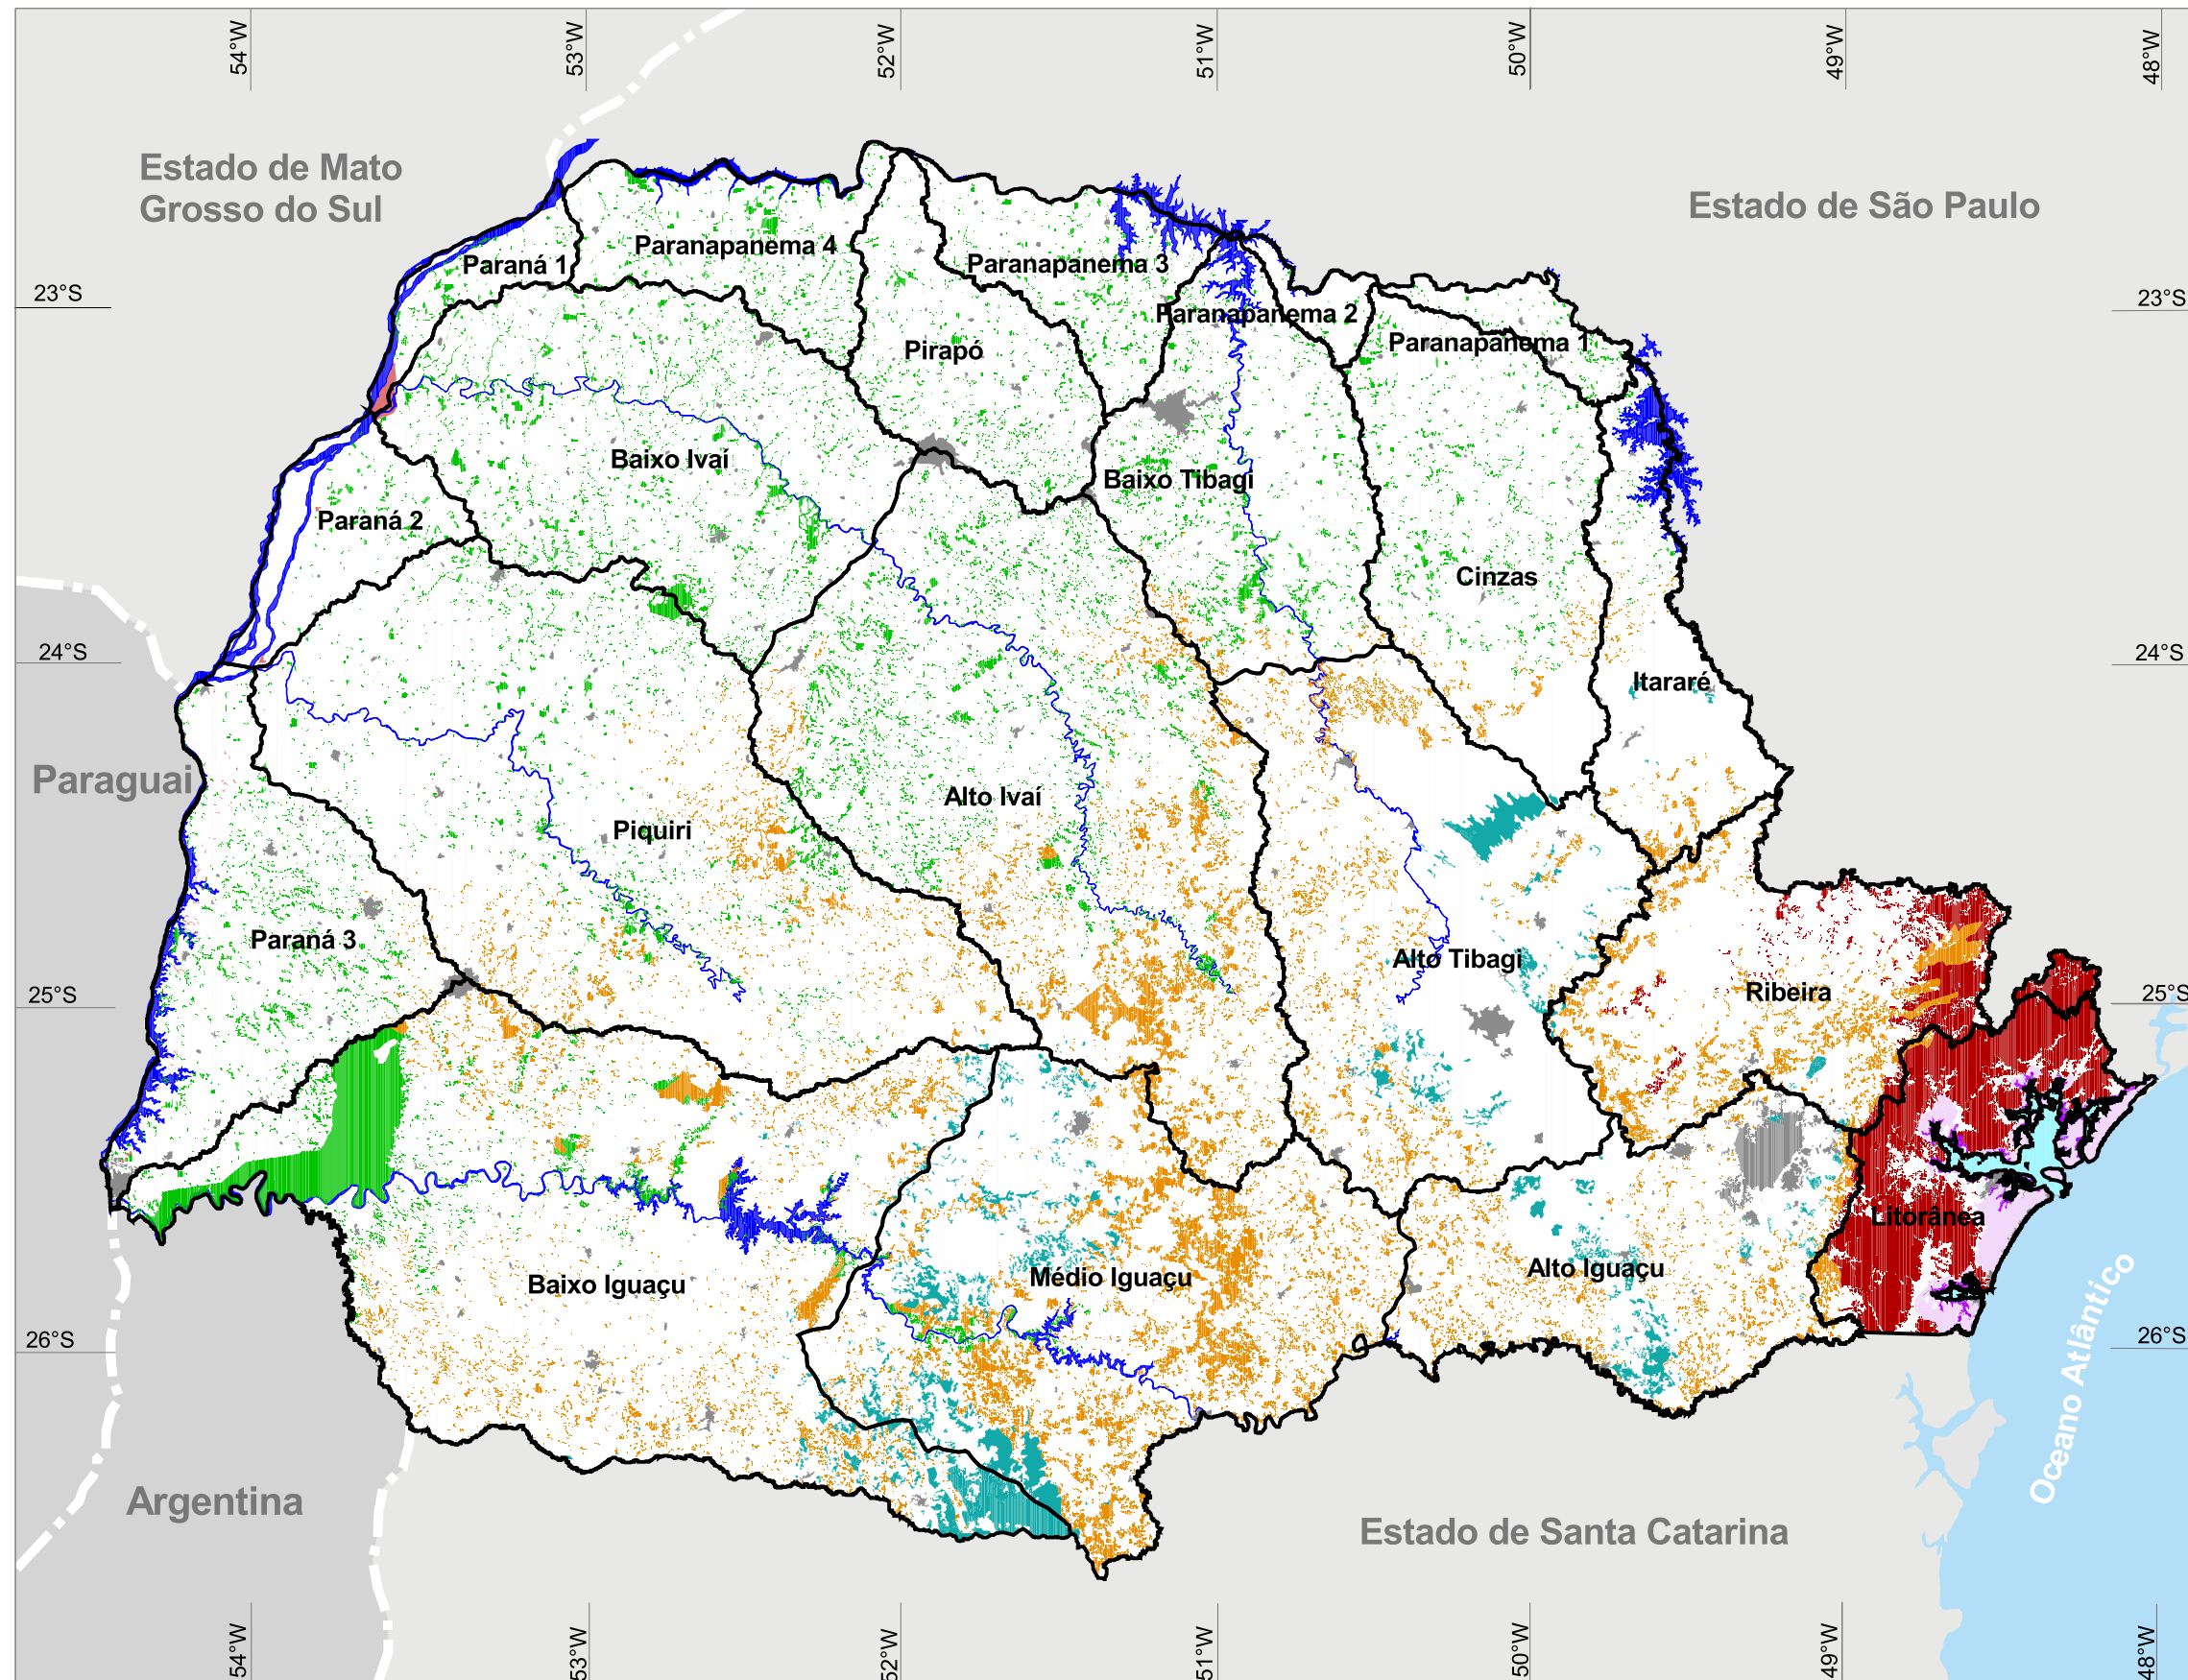 54°W
53°W
52°W
51°W
50°W
49°W
48°W
Estado de Mato
Grosso do Sul
Estado de São Paulo
Paranapanema 4
Paraná 1
Paranapanema 3
23°S
23°S
Paranapanema 2
Paranapanema 1
Pirapó
Baixo Ivaí
Baixo Tibagi
Paraná 2
Cinzas
24°S
24°S
Itararé
Paraguai
Alto Ivaí
Piquiri
Paraná 3
Alto Tibagi
Ribeira
25°S
25°S
Litorânea
Alto Iguaçu
Médio Iguaçu
Baixo Iguaçu
26°S
26°S
Oceano Atlântico
Argentina
Estado de Santa Catarina
54°W
53°W
52°W
51°W
50°W
49°W
48°W